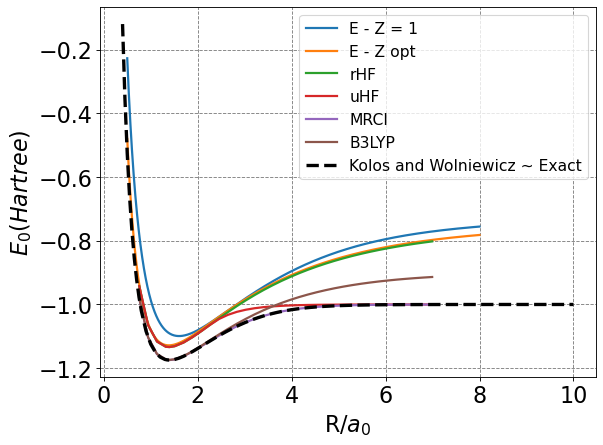 E - Z = 1
E - Z opt
rHF
uHF
MRCI
B3LYP
Kolos and Wolniewicz ~ Exact
E₀(Hartree)
−0.2
−0.4
−0.6
−0.8
−1.0
−1.2
0 2 4 6 8 10
R/a₀